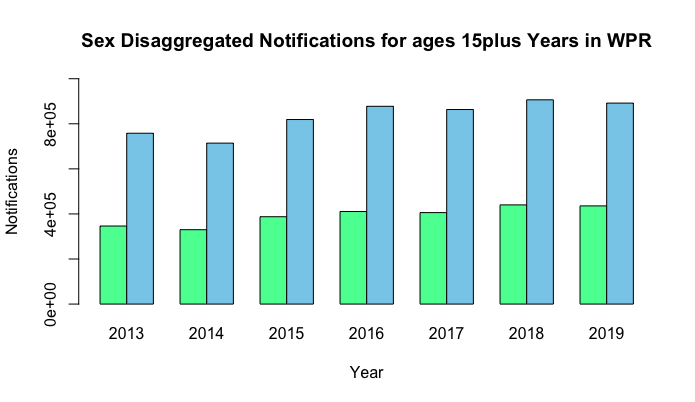 Sex Disaggregated Notifications for ages 15plus Years in WPR
Notifications
8e+05
4e+05
0e+00
2013 2014 2015 2016 2017 2018 2019
Year